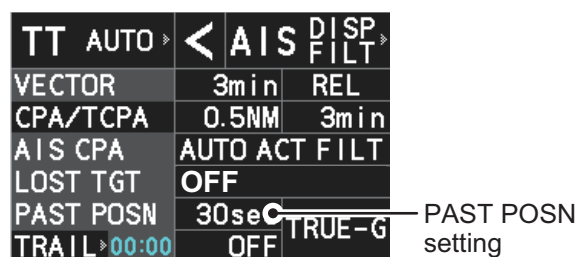 TT AUTO » < AIS DISP FILT »
VECTOR 3min REL
CPA/TCPA 0.5NM 3min
AIS CPA AUTO ACT FILT
LOST TGT OFF
PAST POSN 30sec TRUE-G
TRAIL » 00:00 OFF
PAST POSN
setting